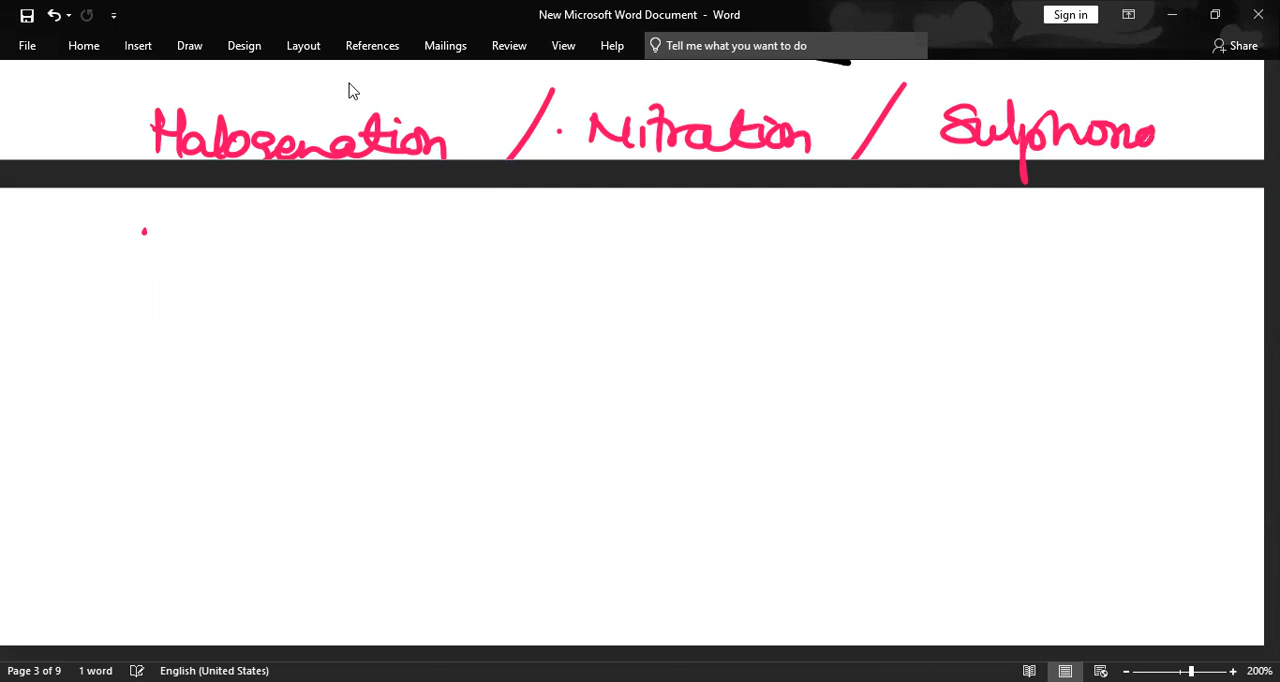 New Microsoft Word Document - Word
Sign in
File Home Insert Draw Design Layout References Mailings Review View Help Tell me what you want to do Share
Halogenation / Nitration / Sulphona
Page 3 of 9 1 word English (United States) 200%